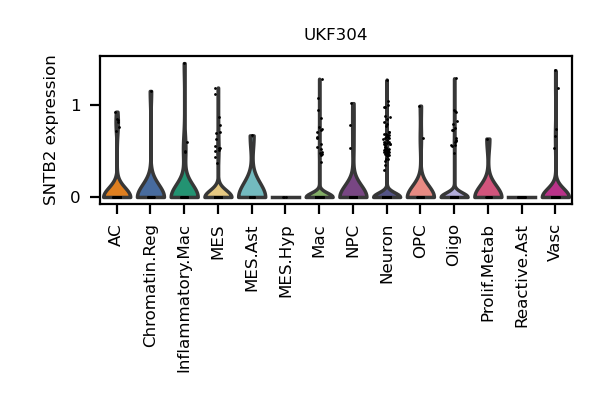 UKF304
SNTB2 expression
1
0
AC
Chromatin.Reg
Inflammatory.Mac
MES
MES.Ast
MES.Hyp
Mac
NPC
Neuron
OPC
Oligo
Prolif.Metab
Reactive.Ast
Vasc